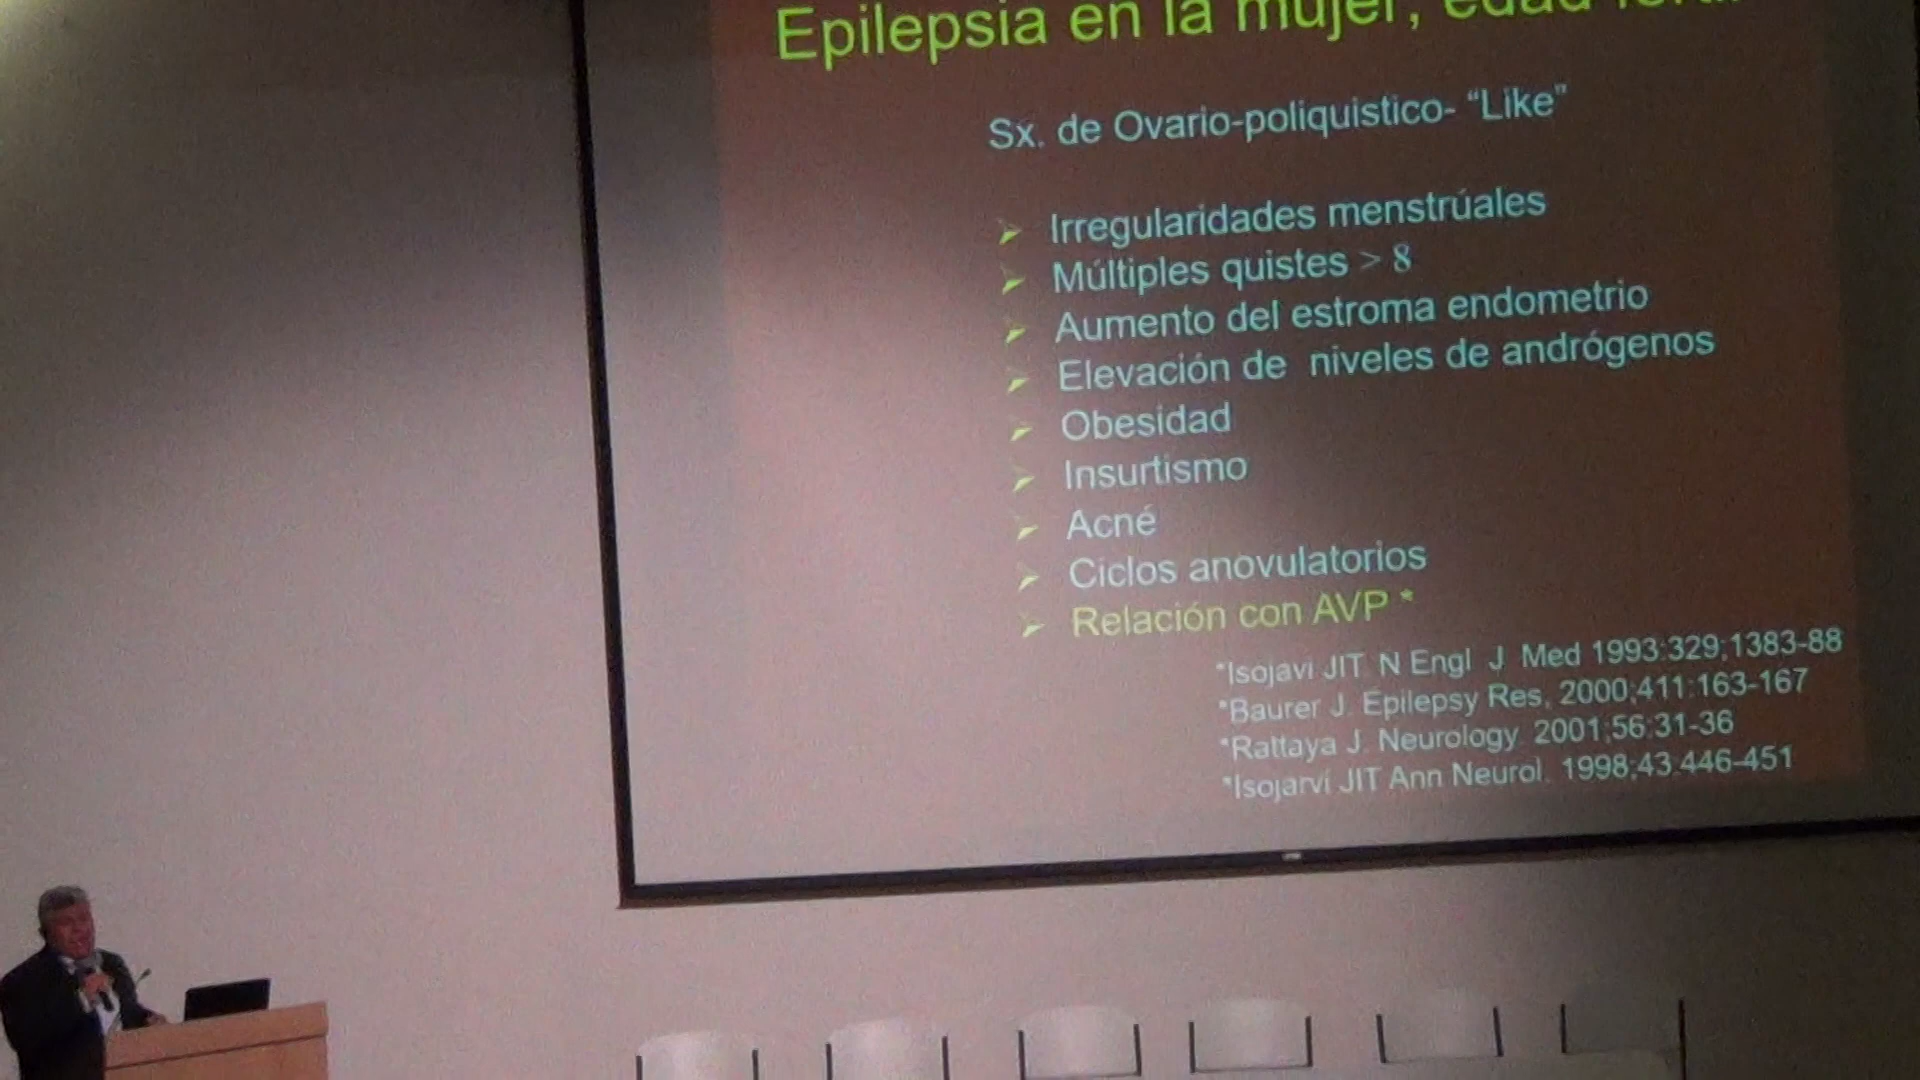 Epilepsia en la mujer, edad
Sx. de Ovario-poliquistico- “Like”
Irregularidades menstrúales
Múltiples quistes > 8
Aumento del estroma endometrio
Elevación de niveles de andrógenos
Obesidad
Insurtismo
Acné
Ciclos anovulatorios
Relación con AVP *
*Isojavi JIT N Engl J Med 1993:329;1383-88
*Baurer J. Epilepsy Res, 2000;411:163-167
*Rattaya J. Neurology 2001;56:31-36
*Isojarvi JIT Ann Neurol. 1998;43:446-451